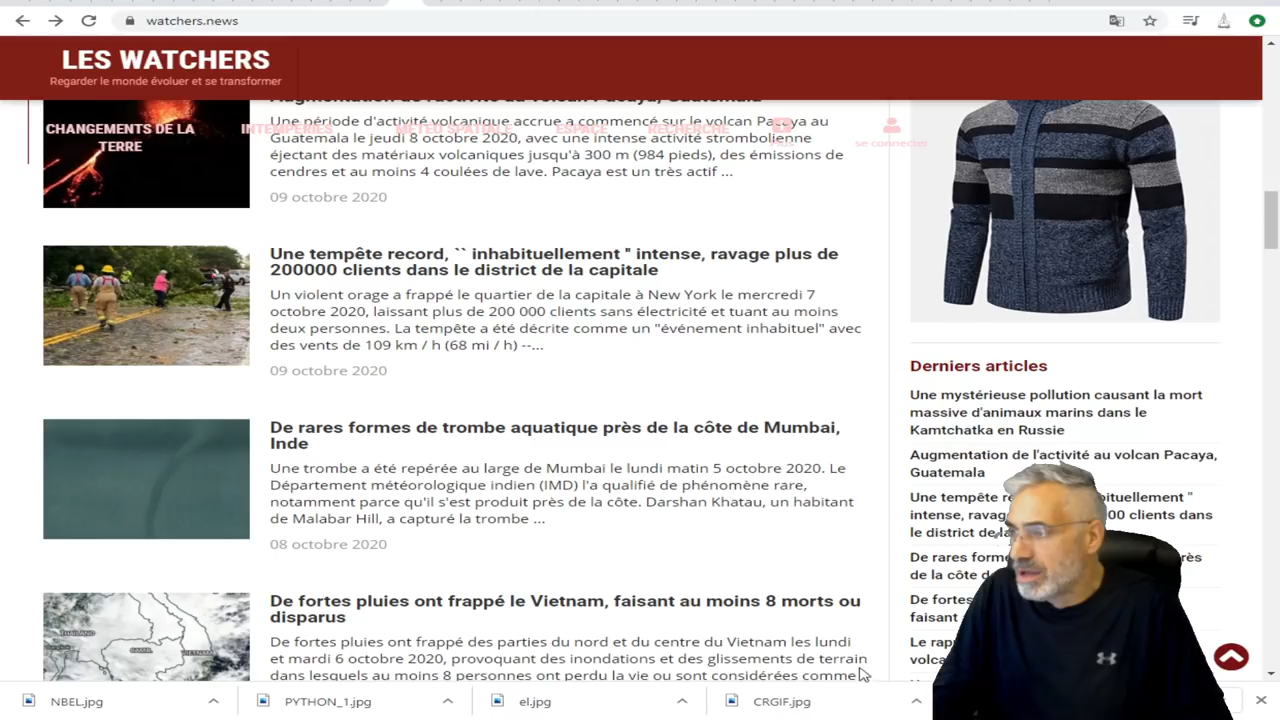 watchers.news
LES WATCHERS
Regarder le monde évoluer et se transformer
CHANGEMENTS DE LA
TERRE
INTEMPÉRIES
MÉTÉO SPATIALE
ESPACE
RECHERCHE
Plus
se connecter
Augmentation de l'activité au volcan Pacaya, Guatemala
Une période d'activité volcanique accrue a commencé sur le volcan Pacaya au
Guatemala le jeudi 8 octobre 2020, avec une intense activité strombolienne
éjectant des matériaux volcaniques jusqu'à 300 m (984 pieds), des émissions de
cendres et au moins 4 coulées de lave. Pacaya est un très actif ...
09 octobre 2020
Une tempête record, `` inhabituellement '' intense, ravage plus de
200000 clients dans le district de la capitale
Un violent orage a frappé le quartier de la capitale à New York le mercredi 7
octobre 2020, laissant plus de 200 000 clients sans électricité et tuant au moins
deux personnes. La tempête a été décrite comme un "événement inhabituel" avec
des vents de 109 km / h (68 mi / h) --...
09 octobre 2020
De rares formes de trombe aquatique près de la côte de Mumbai,
Inde
Une trombe a été repérée au large de Mumbai le lundi matin 5 octobre 2020. Le
Département météorologique indien (IMD) l'a qualifié de phénomène rare,
notamment parce qu'il s'est produit près de la côte. Darshan Khatau, un habitant
de Malabar Hill, a capturé la trombe ...
08 octobre 2020
De fortes pluies ont frappé le Vietnam, faisant au moins 8 morts ou
disparus
De fortes pluies ont frappé des parties du nord et du centre du Vietnam les lundi
et mardi 6 octobre 2020, provoquant des inondations et des glissements de terrain
dans lesquels au moins 8 personnes ont perdu la vie ou sont considérées comme
THAILAND
VIETNAM
Derniers articles
Une mystérieuse pollution causant la mort
massive d'animaux marins dans le
Kamtchatka en Russie
Augmentation de l'activité au volcan Pacaya,
Guatemala
Une tempête "
intense, 00 clients dans
le district de la
De rares
de la côte
De fortes
faisant
Le
NBEL.jpg
PYTHON_1.jpg
el.jpg
CRGIF.jpg